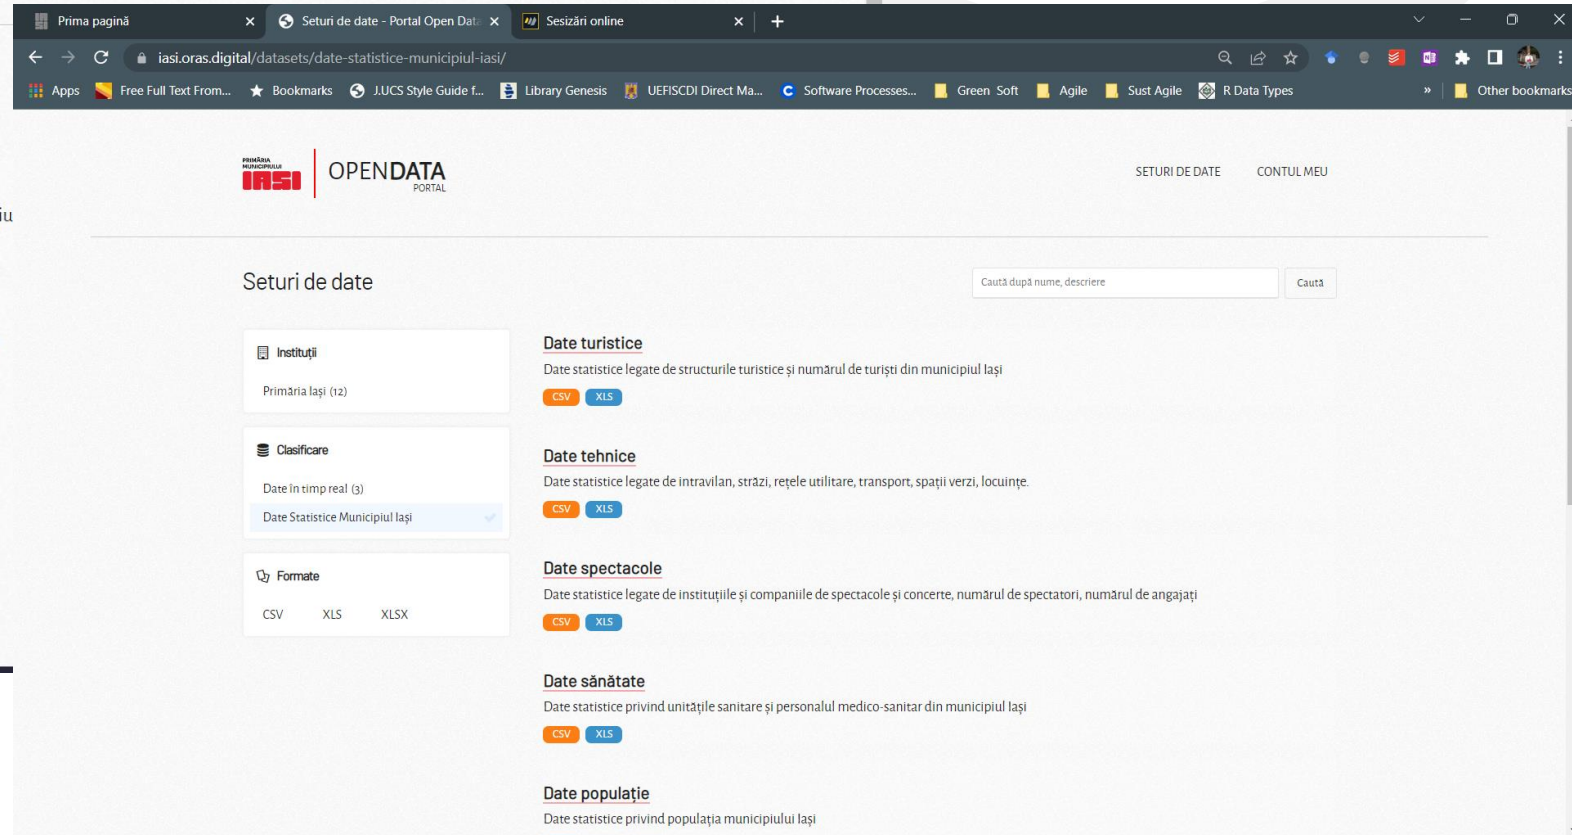 Prima pagină
Seturi de date - Portal Open Data
Sesizări online
iasi.oras.digital/datasets/date-statistice-municipiul-iasi/
Apps Free Full Text From... Bookmarks J.UCS Style Guide f... Library Genesis UEFISCDI Direct Ma... Software Processes... Green Soft Agile Sust Agile R Data Types » Other bookmarks
iu
PRIMĂRIA
MUNICIPIULUI
IASI
OPENDATA
PORTAL
SETURI DE DATE CONTUL MEU
Seturi de date
Caută după nume, descriere
Caută
Instituții
Primăria Iași (12)
Clasificare
Date în timp real (3)
Date Statistice Municipiul Iași
Formate
CSV XLS XLSX
Date turistice
Date statistice legate de structurile turistice și numărul de turiști din municipiul Iași
CSV XLS
Date tehnice
Date statistice legate de intravilan, străzi, rețele utilitare, transport, spații verzi, locuințe.
CSV XLS
Date spectacole
Date statistice legate de instituțiile și companiile de spectacole și concerte, numărul de spectatori, numărul de angajați
CSV XLS
Date sănătate
Date statistice privind unitățile sanitare și personalul medico-sanitar din municipiul Iași
CSV XLS
Date populație
Date statistice privind populația municipiului Iași